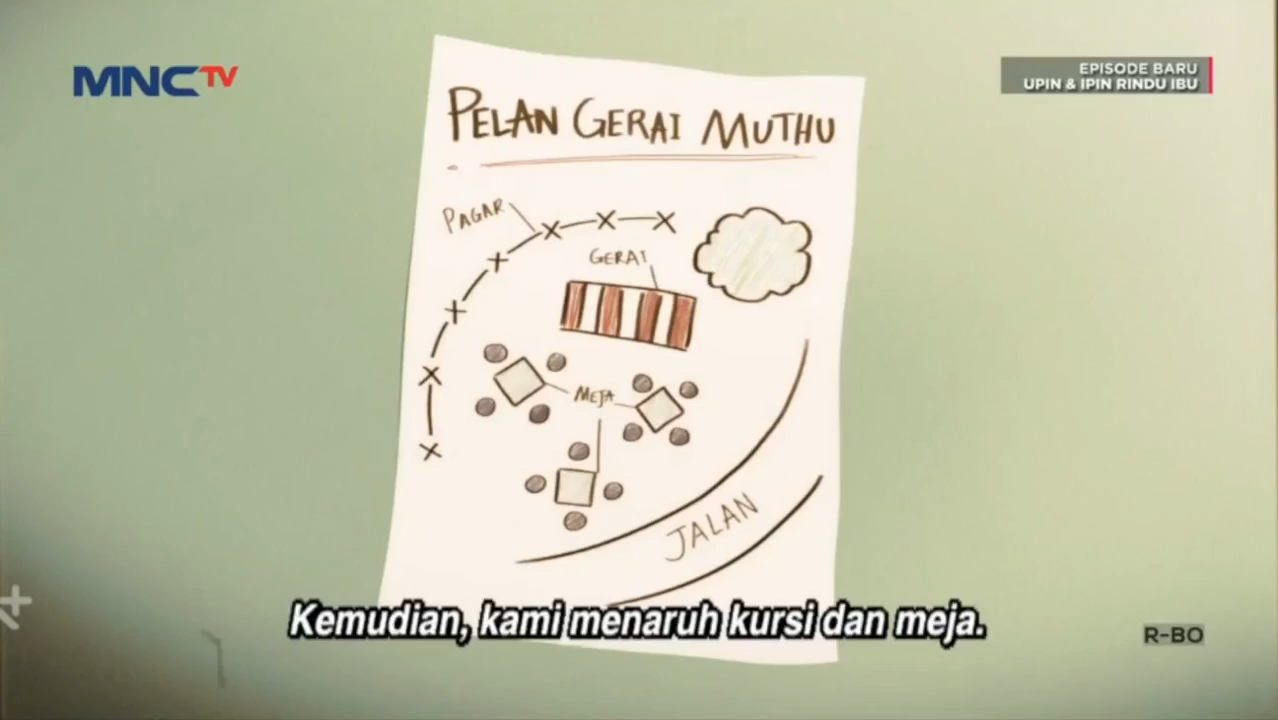 MNCTV
EPISODE BARU
UPIN & IPIN RINDU IBU
PELAN GERAI MUTHU
PAGAR
GERAI
MEJA
JALAN
Kemudian, kami menaruh kursi dan meja.
R-BO